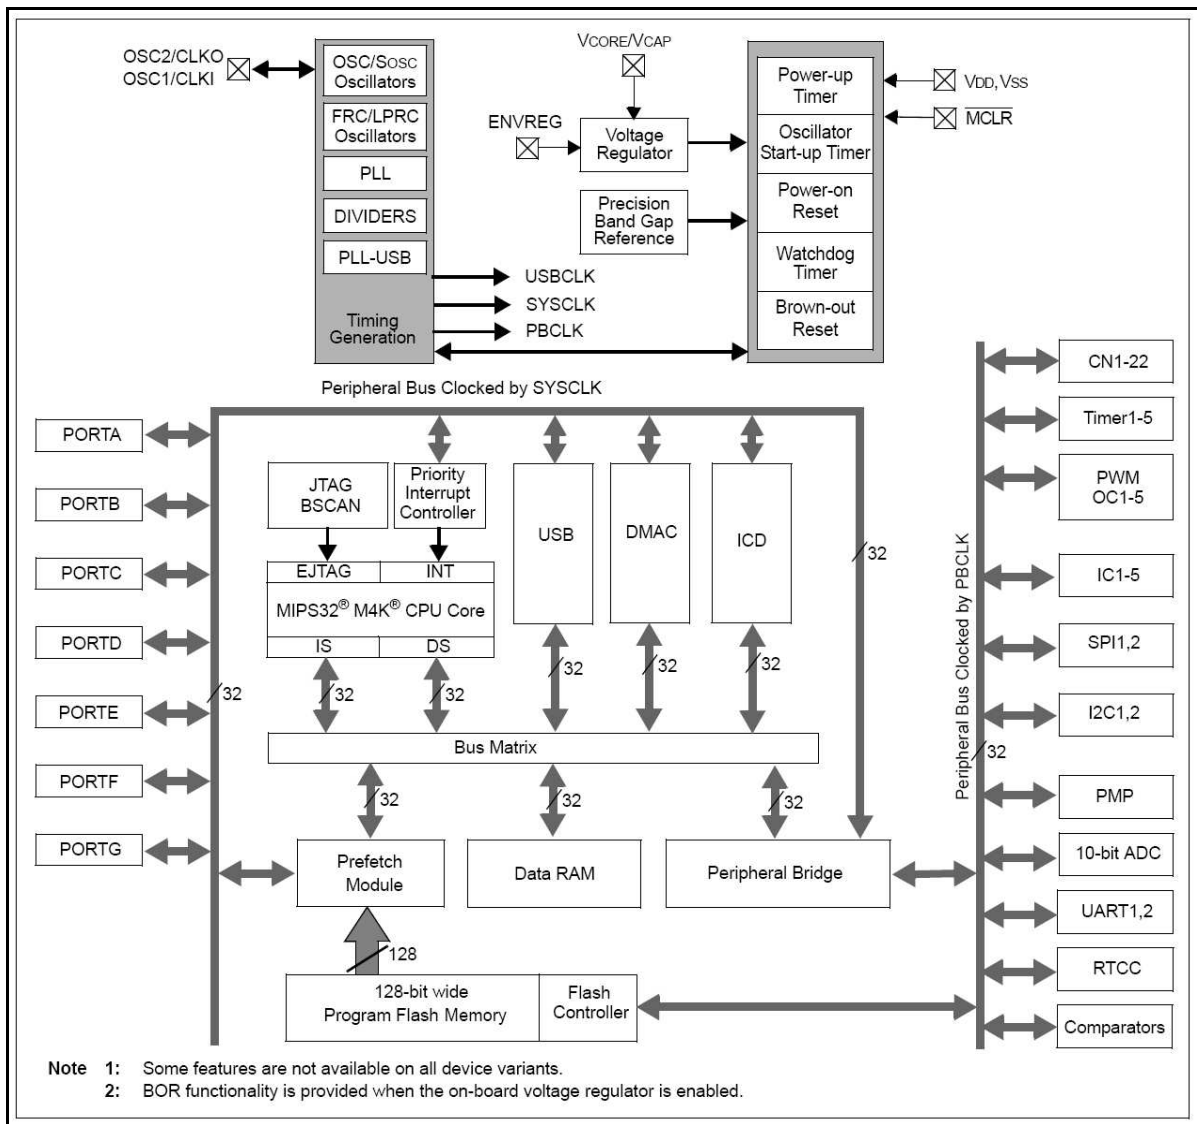 OSC2/CLKO
OSC1/CLKI
OSC/SOSC
Oscillators
FRC/LPRC
Oscillators
PLL
DIVIDERS
PLL-USB
Timing
Generation
USBCLK
SYSCLK
PBCLK
VCORE/VCAP
ENVREG
Voltage
Regulator
Precision
Band Gap
Reference
Power-up
Timer
Oscillator
Start-up Timer
Power-on
Reset
Watchdog
Timer
Brown-out
Reset
VDD, VSS
MCLR
Peripheral Bus Clocked by SYSCLK
PORTA
PORTB
PORTC
PORTD
PORTE
PORTF
PORTG
32
JTAG
BSCAN
Priority
Interrupt
Controller
EJTAG
INT
MIPS32® M4K® CPU Core
IS
DS
USB
DMAC
ICD
32
32
32
32
32
32
Bus Matrix
32
32
32
Prefetch
Module
Data RAM
Peripheral Bridge
128
128-bit wide
Program Flash Memory
Flash
Controller
Peripheral Bus Clocked by PBCLK
32
CN1-22
Timer1-5
PWM
OC1-5
IC1-5
SPI1,2
I2C1,2
PMP
10-bit ADC
UART1,2
RTCC
Comparators
Note 1: Some features are not available on all device variants.
2: BOR functionality is provided when the on-board voltage regulator is enabled.